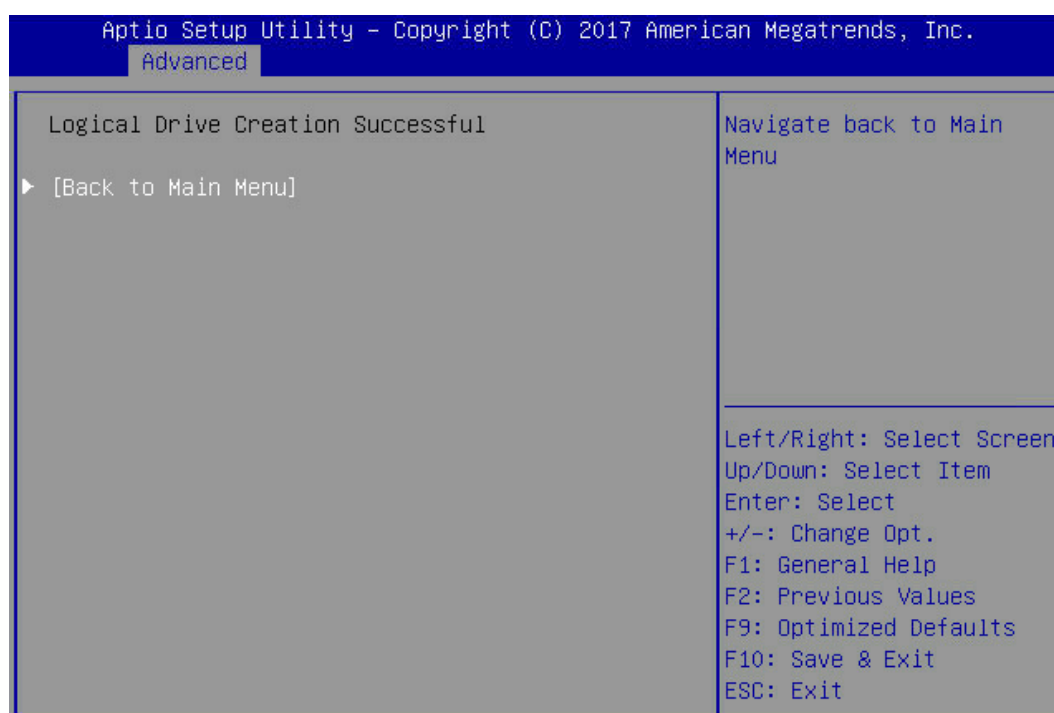 Aptio Setup Utility – Copyright (C) 2017 American Megatrends, Inc.
Advanced
Logical Drive Creation Successful
▶ [Back to Main Menu]
Navigate back to Main
Menu
Left/Right: Select Screen
Up/Down: Select Item
Enter: Select
+/-: Change Opt.
F1: General Help
F2: Previous Values
F9: Optimized Defaults
F10: Save & Exit
ESC: Exit